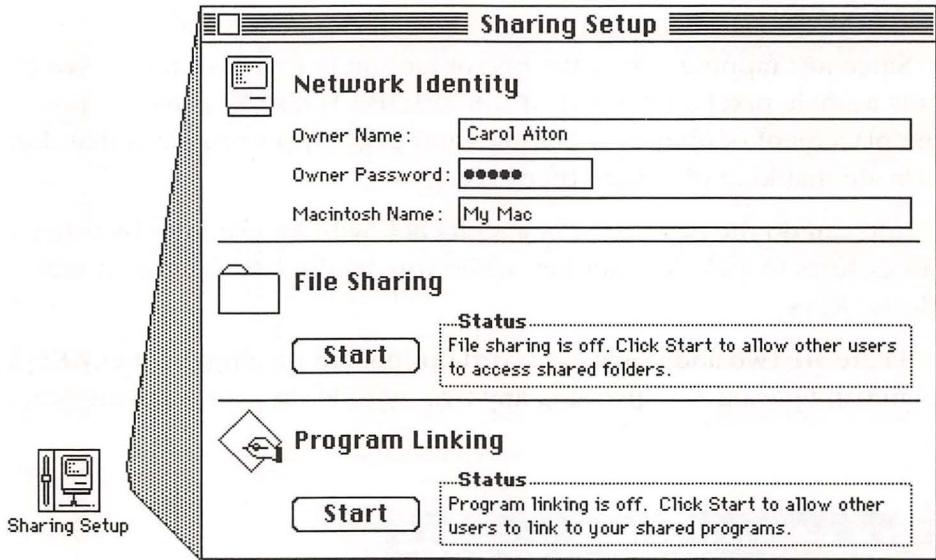 Sharing Setup
Network Identity
Owner Name: Carol Aiton
Owner Password: ●●●●●
Macintosh Name: My Mac
File Sharing
Status
Start
File sharing is off. Click Start to allow other users
to access shared folders.
Program Linking
Status
Start
Program linking is off. Click Start to allow other
users to link to your shared programs.
Sharing Setup